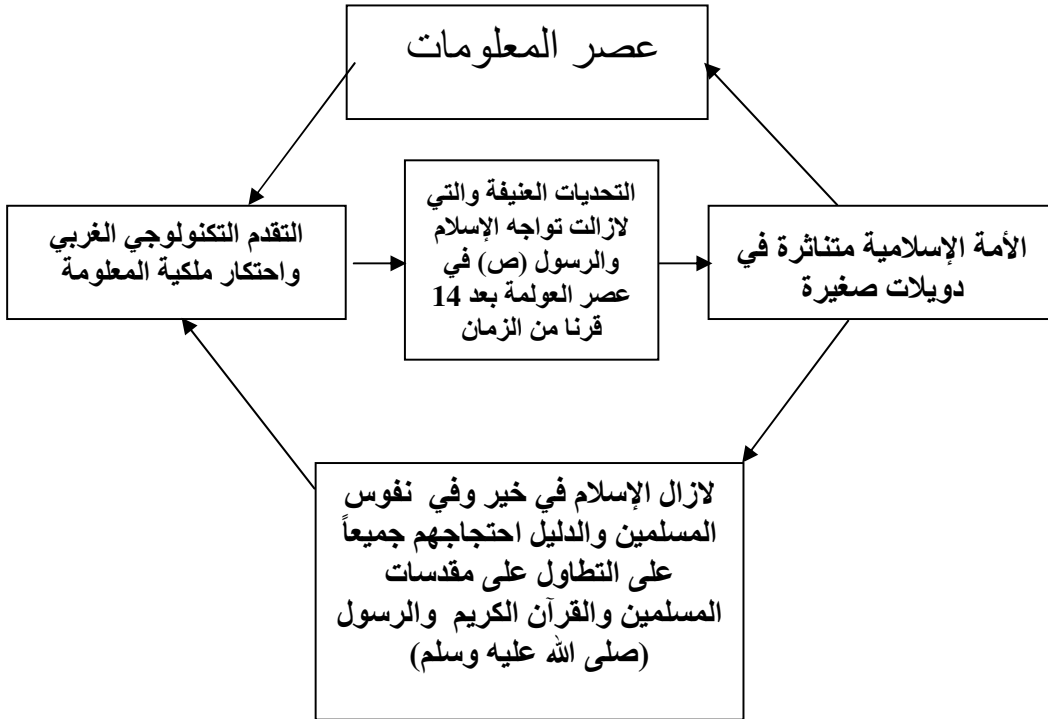 عصر المعلومات
التحديات العنيفة والتي
لازالت تواجه الإسلام
والرسول (ص) في
عصر العولمة بعد 14
قرنا من الزمان
الأمة الإسلامية متناثرة في
دويلات صغيرة
التقدم التكنولوجي الغربي
واحتكار ملكية المعلومة
لازال الإسلام في خير وفي نفوس
المسلمين والدليل احتجاجهم جميعاً
على التطاول على مقدسات
المسلمين والقرآن الكريم والرسول
(صلى الله عليه وسلم)